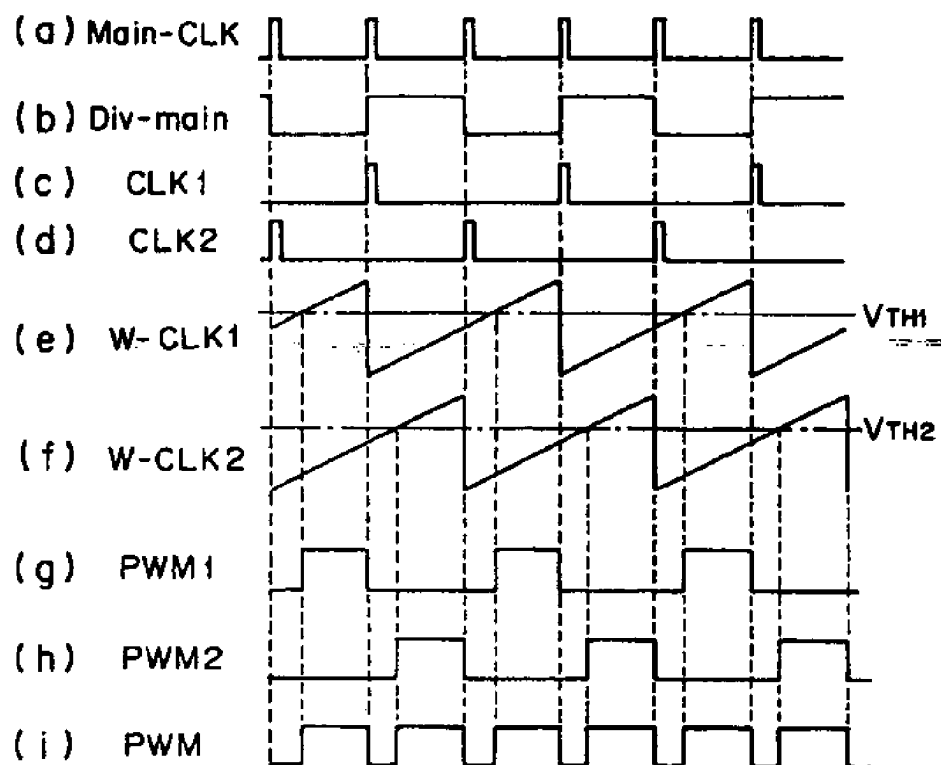 (a) Main-CLK
(b) Div-main
(c) CLK1
(d) CLK2
(e) W-CLK1
VTH1
(f) W-CLK2
VTH2
(g) PWM1
(h) PWM2
(i) PWM